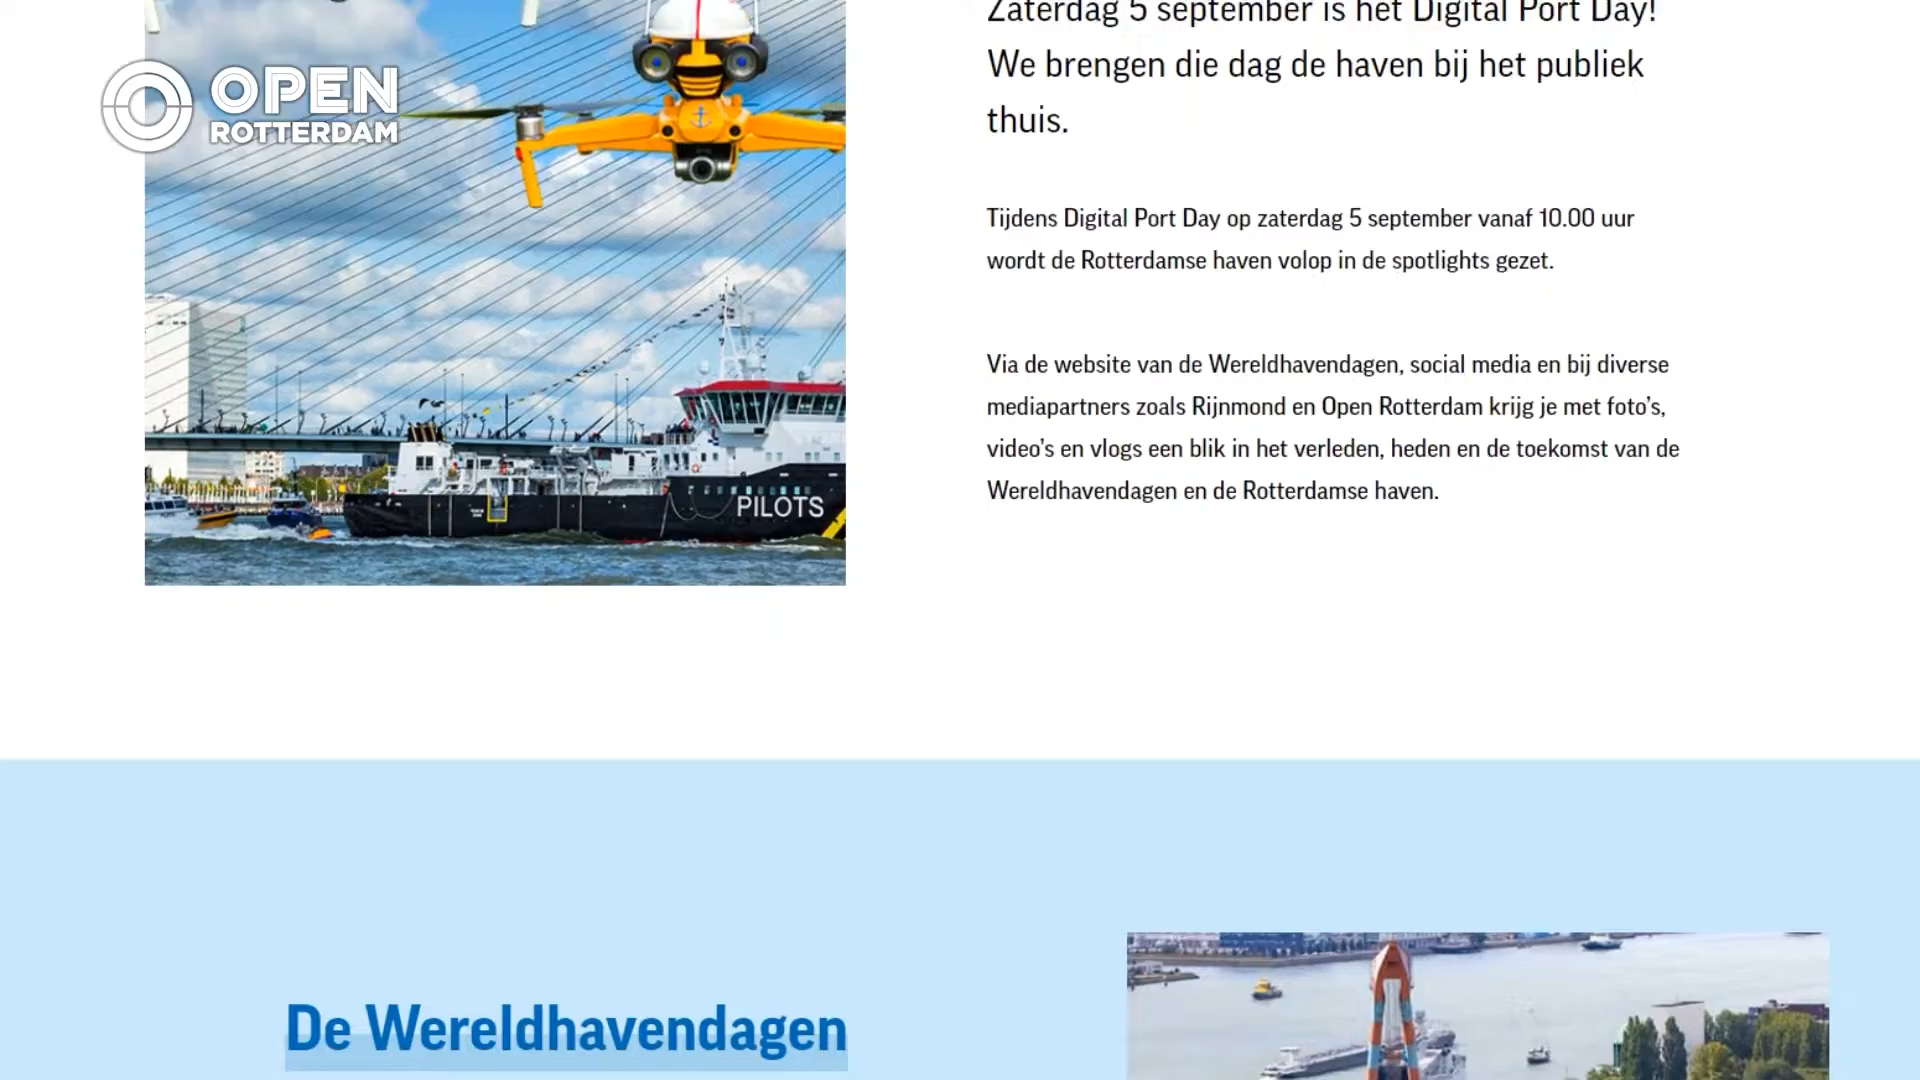 Zaterdag 5 september is het Digital Port Day!
We brengen die dag de haven bij het publiek
thuis.
OPEN
ROTTERDAM
Tijdens Digital Port Day op zaterdag 5 september vanaf 10.00 uur
wordt de Rotterdamse haven volop in de spotlights gezet.
Via de website van de Wereldhavendagen, social media en bij diverse
mediapartners zoals Rijnmond en Open Rotterdam krijg je met foto’s,
video’s en vlogs een blik in het verleden, heden en de toekomst van de
Wereldhavendagen en de Rotterdamse haven.
PILOTS
De Wereldhavendagen